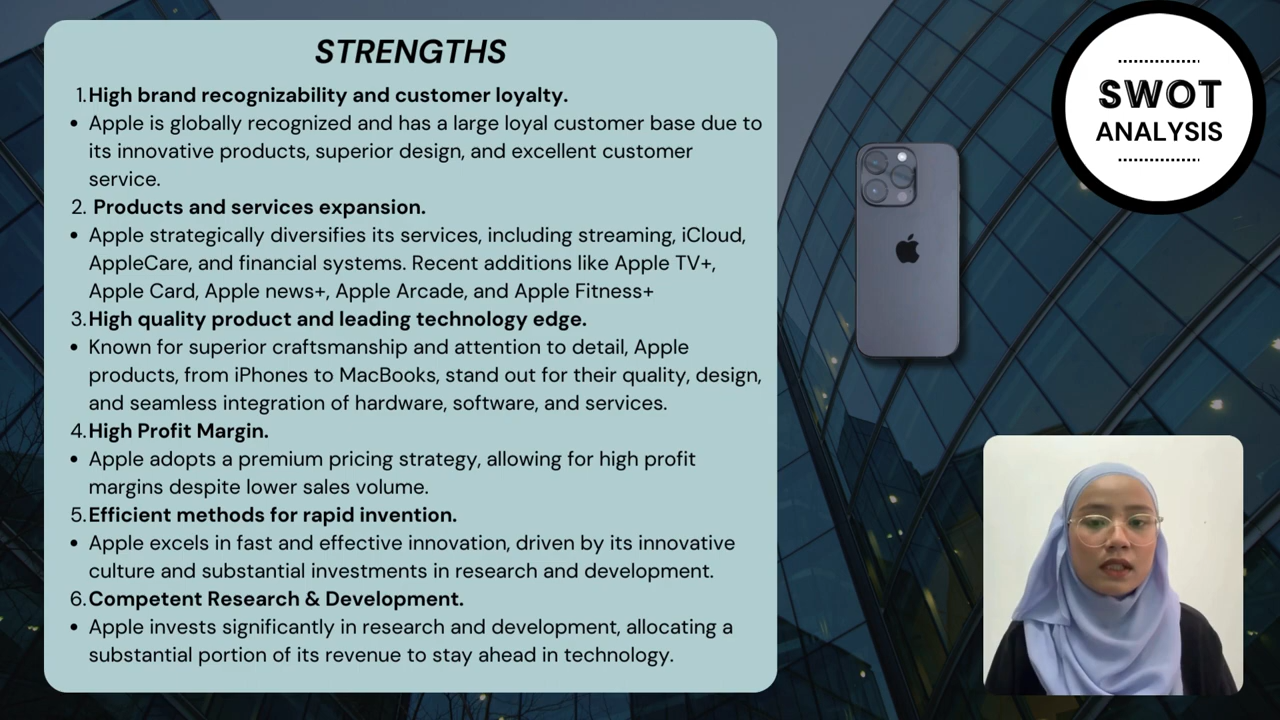 STRENGTHS
1.High brand recognizability and customer loyalty.
• Apple is globally recognized and has a large loyal customer base due to
its innovative products, superior design, and excellent customer
service.
2. Products and services expansion.
• Apple strategically diversifies its services, including streaming, iCloud,
AppleCare, and financial systems. Recent additions like Apple TV+,
Apple Card, Apple news+, Apple Arcade, and Apple Fitness+
3.High quality product and leading technology edge.
• Known for superior craftsmanship and attention to detail, Apple
products, from iPhones to MacBooks, stand out for their quality, design,
and seamless integration of hardware, software, and services.
4.High Profit Margin.
• Apple adopts a premium pricing strategy, allowing for high profit
margins despite lower sales volume.
5.Efficient methods for rapid invention.
• Apple excels in fast and effective innovation, driven by its innovative
culture and substantial investments in research and development.
6.Competent Research & Development.
• Apple invests significantly in research and development, allocating a
substantial portion of its revenue to stay ahead in technology.
SWOT
ANALYSIS